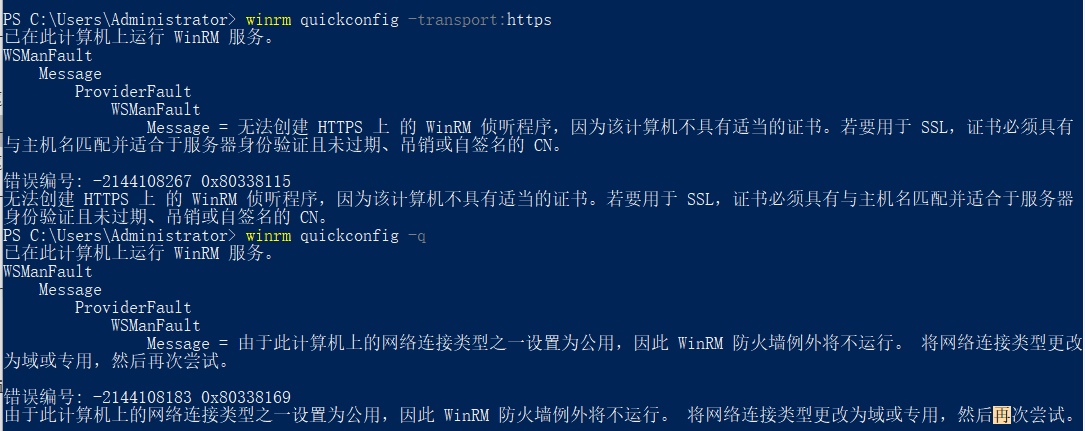 PS C:\Users\Administrator> winrm quickconfig -transport:https
已在此计算机上运行 WinRM 服务。
WSManFault
    Message
        ProviderFault
            WSManFault
                Message = 无法创建 HTTPS 上 的 WinRM 侦听程序，因为该计算机不具有适当的证书。若要用于 SSL，证书必须具有
与主机名匹配并适合于服务器身份验证且未过期、吊销或自签名的 CN。

错误编号: -2144108267 0x80338115
无法创建 HTTPS 上 的 WinRM 侦听程序，因为该计算机不具有适当的证书。若要用于 SSL，证书必须具有与主机名匹配并适合于服务器
身份验证且未过期、吊销或自签名的 CN。
PS C:\Users\Administrator> winrm quickconfig -q
已在此计算机上运行 WinRM 服务。
WSManFault
    Message
        ProviderFault
            WSManFault
                Message = 由于此计算机上的网络连接类型之一设置为公用，因此 WinRM 防火墙例外将不运行。 将网络连接类型更改
为域或专用，然后再次尝试。

错误编号: -2144108183 0x80338169
由于此计算机上的网络连接类型之一设置为公用，因此 WinRM 防火墙例外将不运行。 将网络连接类型更改为域或专用，然后再次尝试。